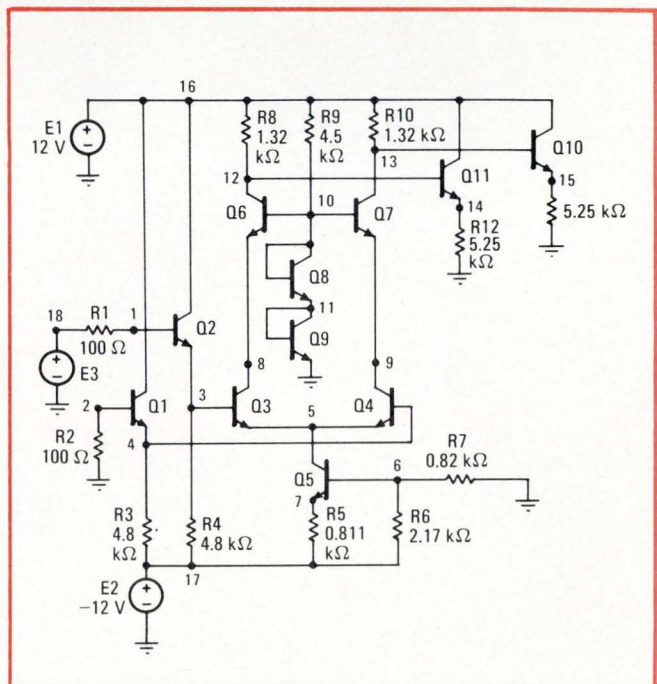 16
E1
12 V
R8
1.32
kΩ
R9
4.5
kΩ
R10
1.32 kΩ
13
Q10
15
12
Q11
14
Q6
10
Q7
5.25 kΩ
R12
5.25
kΩ
Q8
18
R1
1
100 Ω
Q2
11
Q9
E3
8
9
2
Q1
3
Q3
Q4
R2
100 Ω
4
5
R7
0.82 kΩ
Q5
6
7
R3
4.8
kΩ
R4
4.8 kΩ
R5
0.811
kΩ
R6
2.17 kΩ
17
E2
−12 V